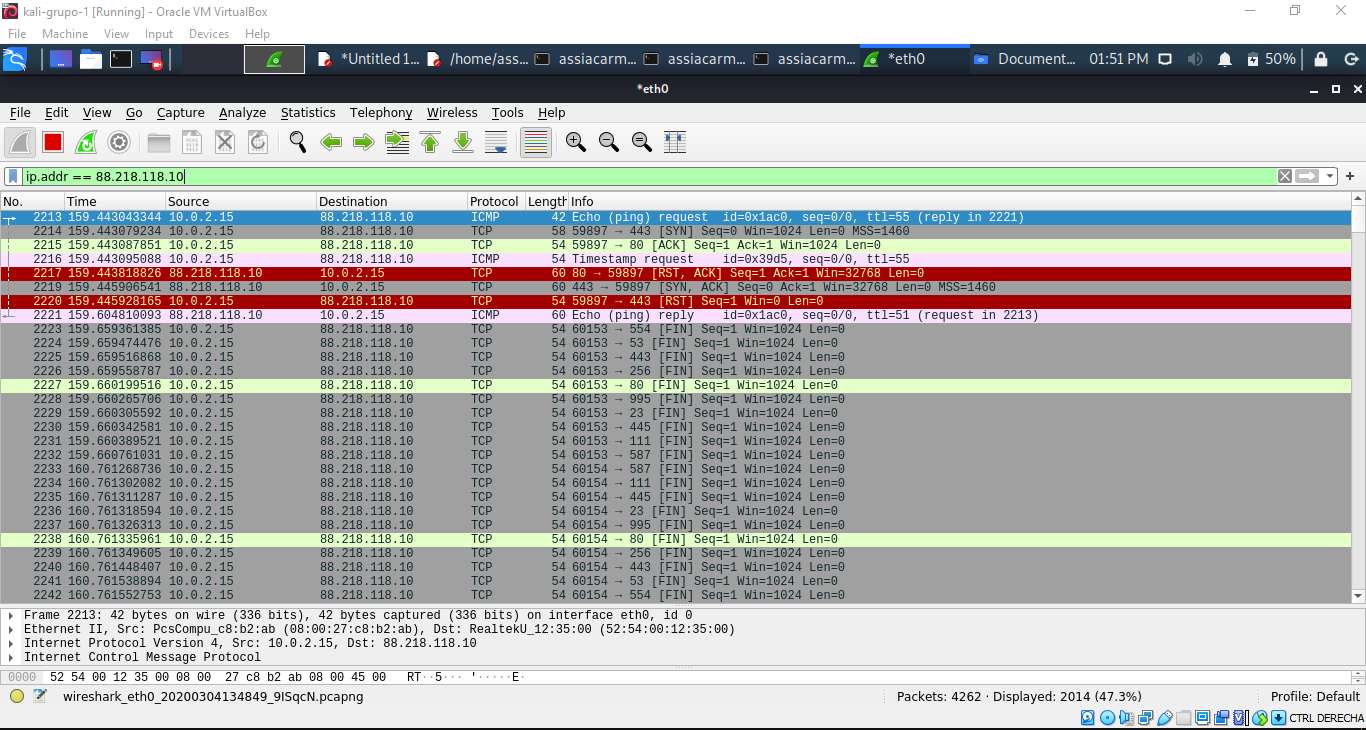 kali-grupo-1 [Running] - Oracle VM VirtualBox
File Machine View Input Devices Help
*Untitled 1... /home/ass... assiacarm... assiacarm... assiacarm... *eth0 Document... 01:51 PM 50%
*eth0
File Edit View Go Capture Analyze Statistics Telephony Wireless Tools Help
ip.addr == 88.218.118.10
No. Time Source Destination Protocol Length Info
2213 159.443043344 10.0.2.15 88.218.118.10 ICMP 42 Echo (ping) request id=0x1ac0, seq=0/0, ttl=55 (reply in 2221)
2214 159.443079234 10.0.2.15 88.218.118.10 TCP 58 59897 → 443 [SYN] Seq=0 Win=1024 Len=0 MSS=1460
2215 159.443087851 10.0.2.15 88.218.118.10 TCP 54 59897 → 80 [ACK] Seq=1 Ack=1 Win=1024 Len=0
2216 159.443095088 10.0.2.15 88.218.118.10 ICMP 54 Timestamp request id=0x39d5, seq=0/0, ttl=55
2217 159.443818826 88.218.118.10 10.0.2.15 TCP 60 80 → 59897 [RST, ACK] Seq=1 Ack=1 Win=32768 Len=0
2219 159.445906541 88.218.118.10 10.0.2.15 TCP 60 443 → 59897 [SYN, ACK] Seq=0 Ack=1 Win=32768 Len=0 MSS=1460
2220 159.445928165 10.0.2.15 88.218.118.10 TCP 54 59897 → 443 [RST] Seq=1 Win=0 Len=0
2221 159.604810093 88.218.118.10 10.0.2.15 ICMP 60 Echo (ping) reply id=0x1ac0, seq=0/0, ttl=51 (request in 2213)
2223 159.659361385 10.0.2.15 88.218.118.10 TCP 54 60153 → 554 [FIN] Seq=1 Win=1024 Len=0
2224 159.659474476 10.0.2.15 88.218.118.10 TCP 54 60153 → 53 [FIN] Seq=1 Win=1024 Len=0
2225 159.659516868 10.0.2.15 88.218.118.10 TCP 54 60153 → 443 [FIN] Seq=1 Win=1024 Len=0
2226 159.659558787 10.0.2.15 88.218.118.10 TCP 54 60153 → 256 [FIN] Seq=1 Win=1024 Len=0
2227 159.660199516 10.0.2.15 88.218.118.10 TCP 54 60153 → 80 [FIN] Seq=1 Win=1024 Len=0
2228 159.660265706 10.0.2.15 88.218.118.10 TCP 54 60153 → 995 [FIN] Seq=1 Win=1024 Len=0
2229 159.660305592 10.0.2.15 88.218.118.10 TCP 54 60153 → 23 [FIN] Seq=1 Win=1024 Len=0
2230 159.660342581 10.0.2.15 88.218.118.10 TCP 54 60153 → 445 [FIN] Seq=1 Win=1024 Len=0
2231 159.660389521 10.0.2.15 88.218.118.10 TCP 54 60153 → 111 [FIN] Seq=1 Win=1024 Len=0
2232 159.660761031 10.0.2.15 88.218.118.10 TCP 54 60153 → 587 [FIN] Seq=1 Win=1024 Len=0
2233 160.761268736 10.0.2.15 88.218.118.10 TCP 54 60154 → 587 [FIN] Seq=1 Win=1024 Len=0
2234 160.761302082 10.0.2.15 88.218.118.10 TCP 54 60154 → 111 [FIN] Seq=1 Win=1024 Len=0
2235 160.761311287 10.0.2.15 88.218.118.10 TCP 54 60154 → 445 [FIN] Seq=1 Win=1024 Len=0
2236 160.761318594 10.0.2.15 88.218.118.10 TCP 54 60154 → 23 [FIN] Seq=1 Win=1024 Len=0
2237 160.761326313 10.0.2.15 88.218.118.10 TCP 54 60154 → 995 [FIN] Seq=1 Win=1024 Len=0
2238 160.761335961 10.0.2.15 88.218.118.10 TCP 54 60154 → 80 [FIN] Seq=1 Win=1024 Len=0
2239 160.761349605 10.0.2.15 88.218.118.10 TCP 54 60154 → 256 [FIN] Seq=1 Win=1024 Len=0
2240 160.761448407 10.0.2.15 88.218.118.10 TCP 54 60154 → 443 [FIN] Seq=1 Win=1024 Len=0
2241 160.761538894 10.0.2.15 88.218.118.10 TCP 54 60154 → 53 [FIN] Seq=1 Win=1024 Len=0
2242 160.761552753 10.0.2.15 88.218.118.10 TCP 54 60154 → 554 [FIN] Seq=1 Win=1024 Len=0
Frame 2213: 42 bytes on wire (336 bits), 42 bytes captured (336 bits) on interface eth0, id 0
Ethernet II, Src: PcsCompu_c8:b2:ab (08:00:27:c8:b2:ab), Dst: RealtekU_12:35:00 (52:54:00:12:35:00)
Internet Protocol Version 4, Src: 10.0.2.15, Dst: 88.218.118.10
Internet Control Message Protocol
0000 52 54 00 12 35 00 08 00 27 c8 b2 ab 08 00 45 00 RT··5··· '·····E·
wireshark_eth0_20200304134849_9lSqcN.pcapng Packets: 4262 · Displayed: 2014 (47.3%) Profile: Default
CTRL DERECHA